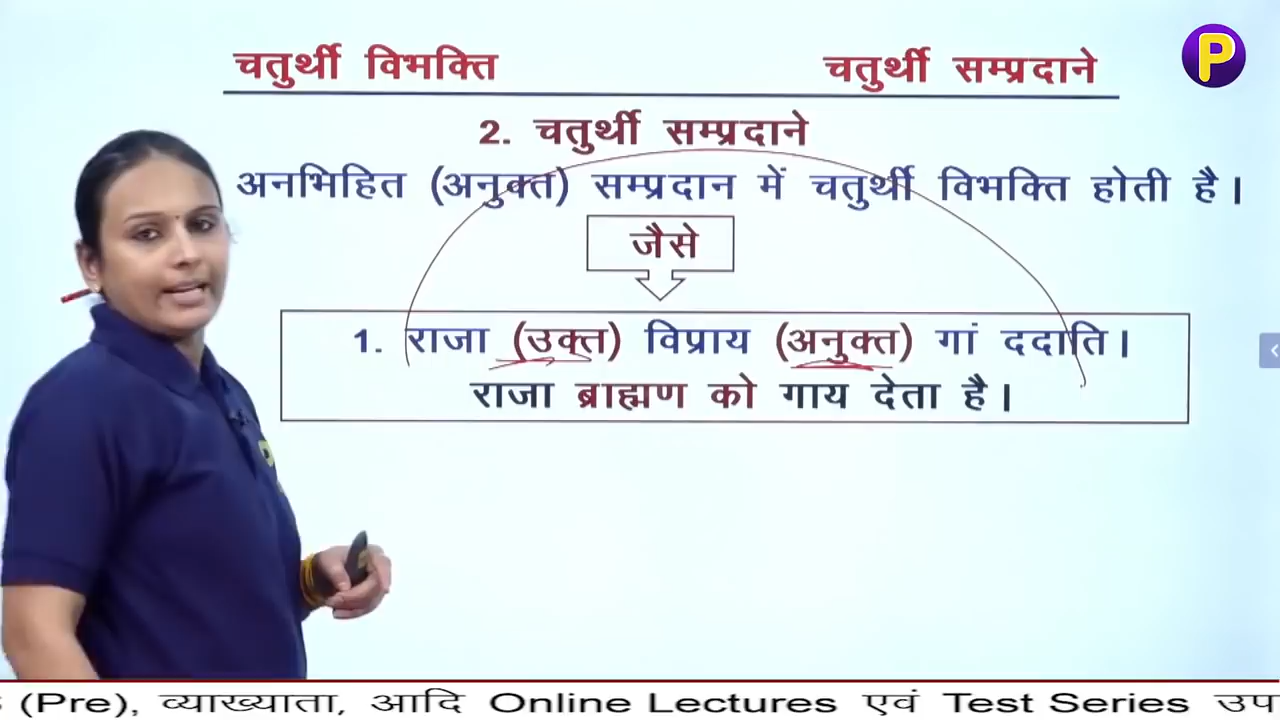 चतुर्थी विभक्ति चतुर्थी सम्प्रदाने
P
2. चतुर्थी सम्प्रदाने
अनभिहित (अनुक्त) सम्प्रदान में चतुर्थी विभक्ति होती है।
जैसे
1. राजा (उक्त) विप्राय (अनुक्त) गां ददाति।
राजा ब्राह्मण को गाय देता है।
(Pre), व्याख्याता, आदि Online Lectures एवं Test Series